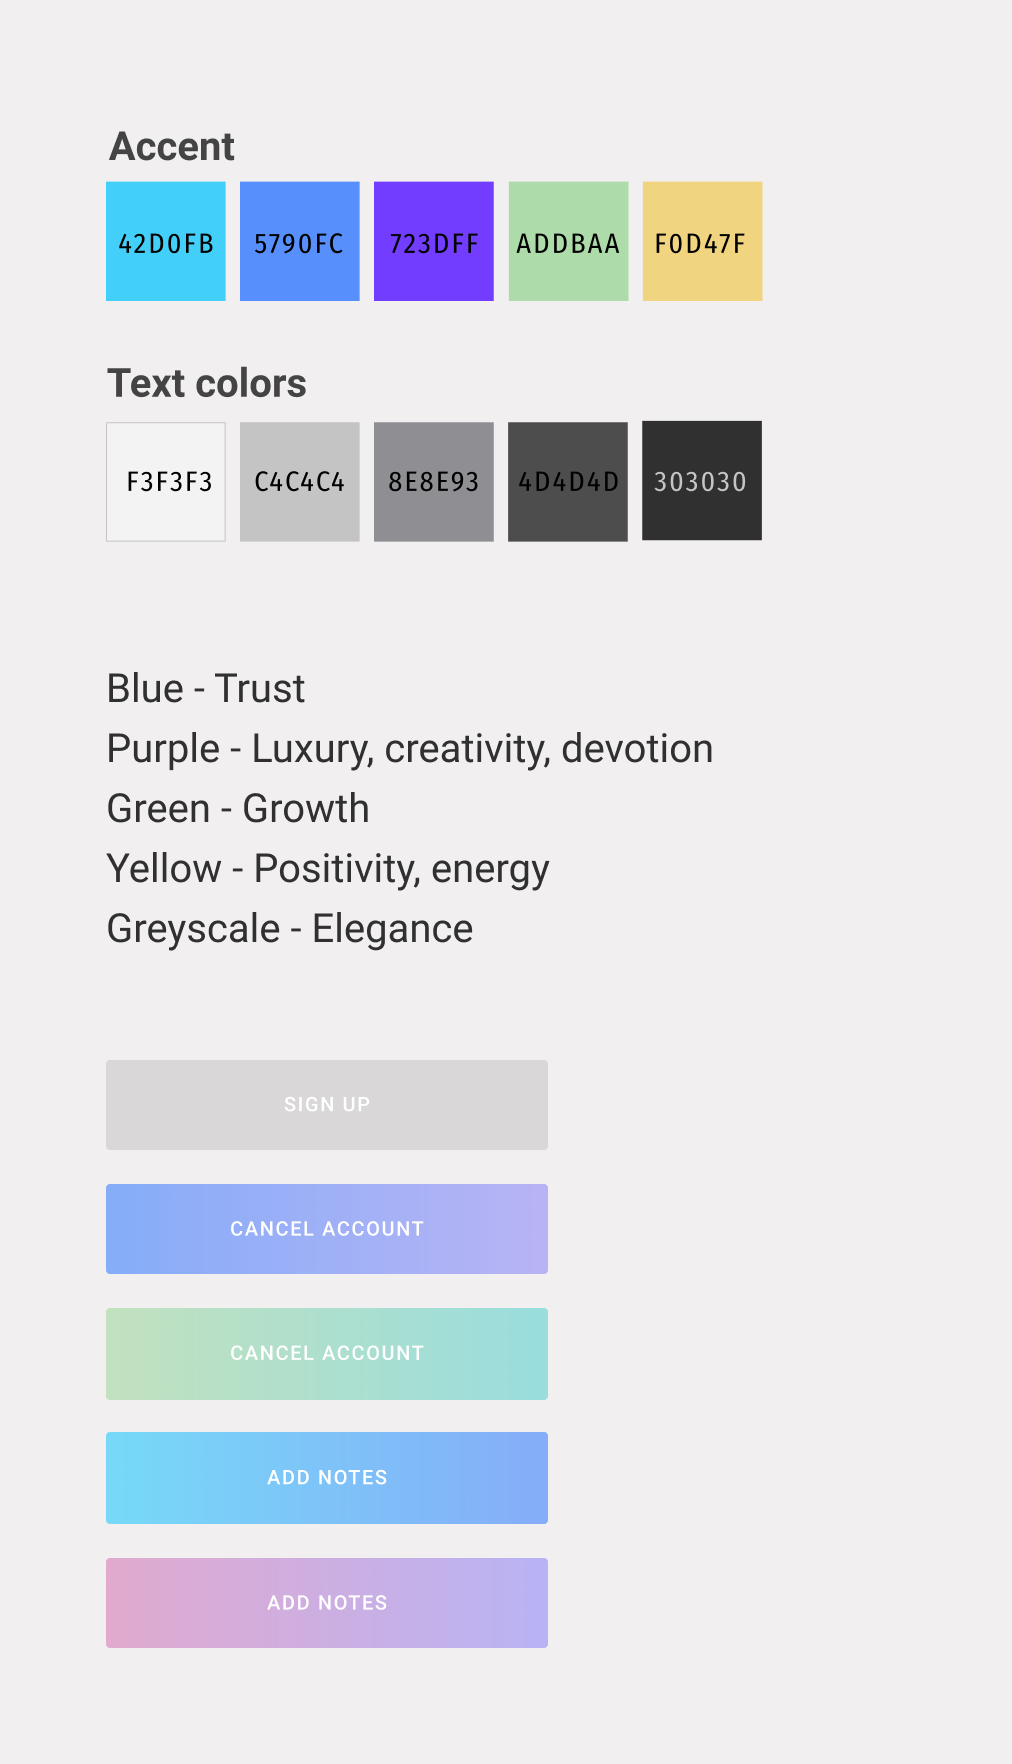 Accent
42D0FB 5790FC 723DFF ADDBAA F0D47F
Text colors
F3F3F3 C4C4C4 8E8E93 4D4D4D 303030
Blue - Trust
Purple - Luxury, creativity, devotion
Green - Growth
Yellow - Positivity, energy
Greyscale - Elegance
SIGN UP
CANCEL ACCOUNT
CANCEL ACCOUNT
ADD NOTES
ADD NOTES